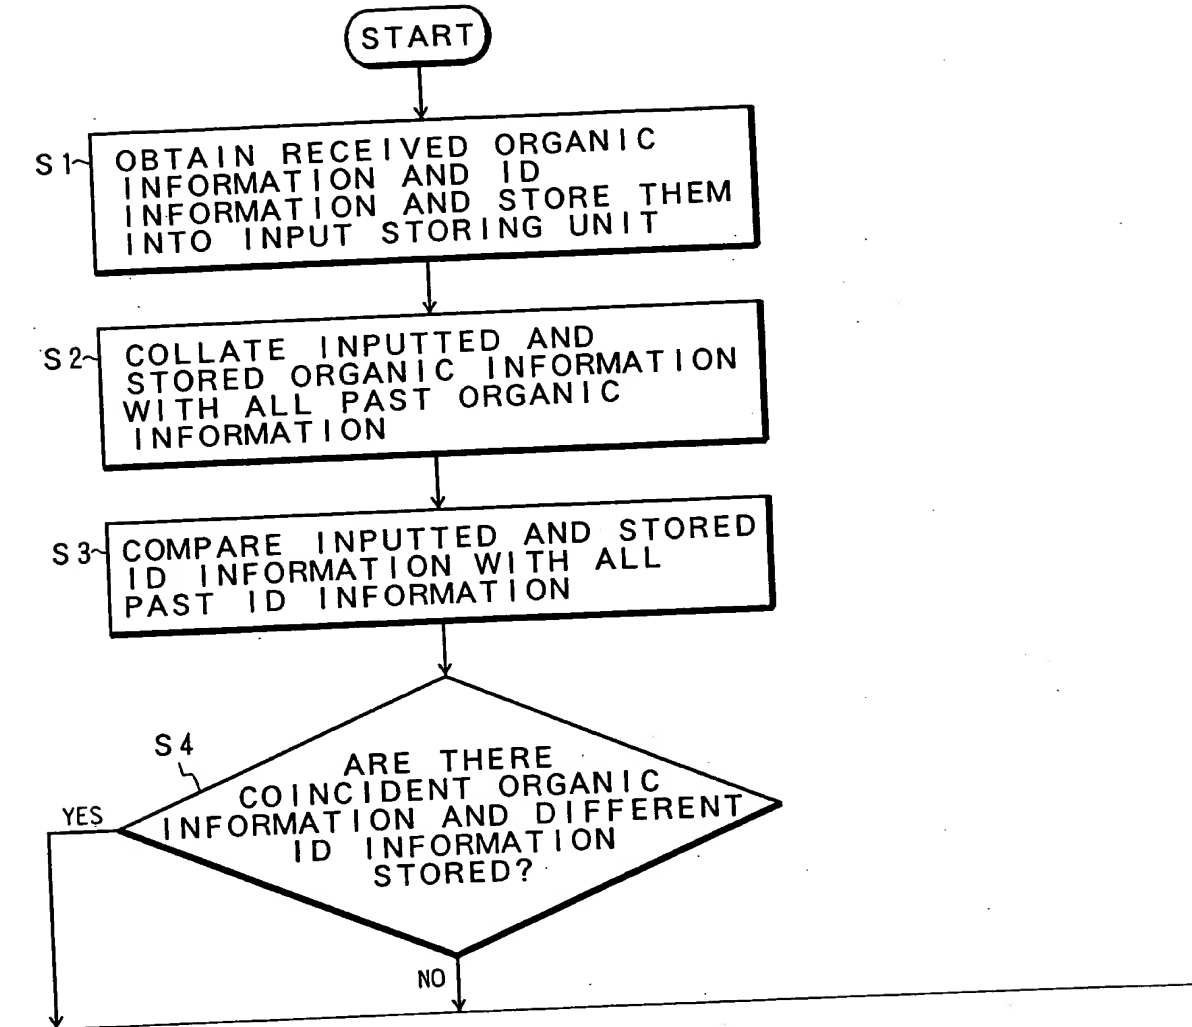 START
S1
OBTAIN RECEIVED ORGANIC
INFORMATION AND ID
INFORMATION AND STORE THEM
INTO INPUT STORING UNIT
S2
COLLATE INPUTTED AND
STORED ORGANIC INFORMATION
WITH ALL PAST ORGANIC
INFORMATION
S3
COMPARE INPUTTED AND STORED
ID INFORMATION WITH ALL
PAST ID INFORMATION
S4
ARE THERE
COINCIDENT ORGANIC
INFORMATION AND DIFFERENT
ID INFORMATION
STORED?
YES
NO